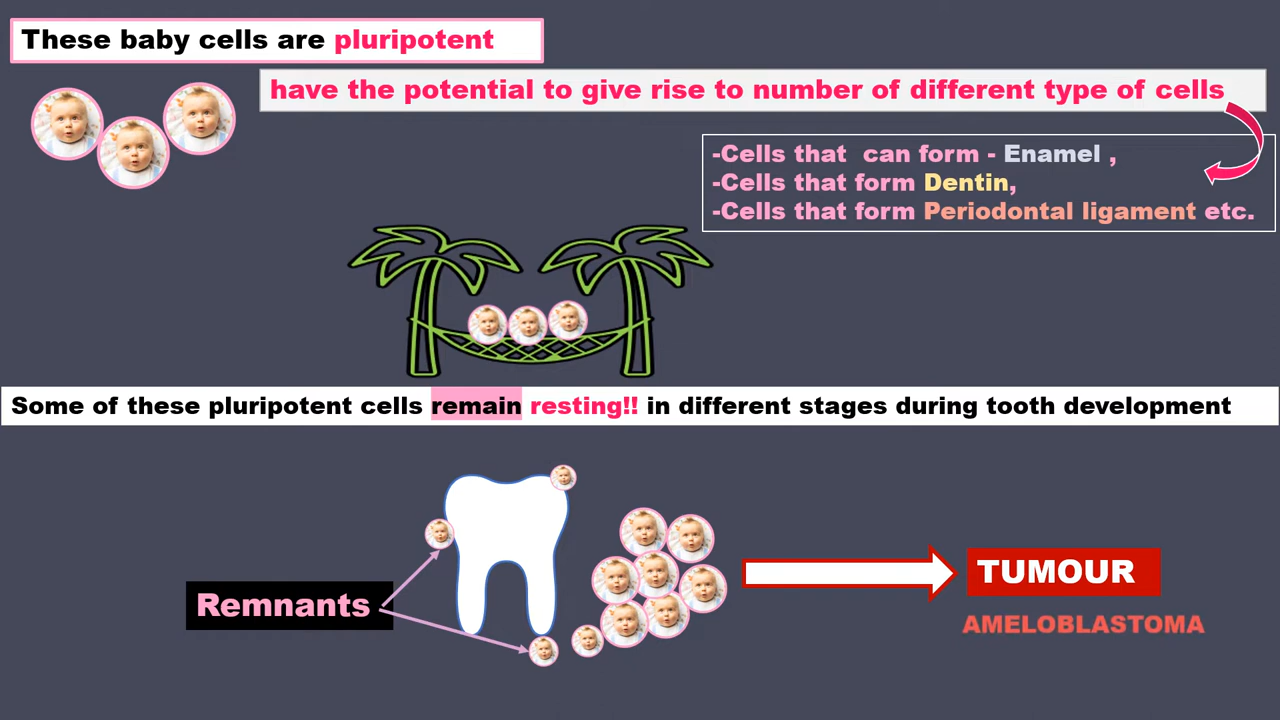 These baby cells are pluripotent
have the potential to give rise to number of different type of cells
-Cells that can form - Enamel ,
-Cells that form Dentin,
-Cells that form Periodontal ligament etc.
Some of these pluripotent cells remain resting!! in different stages during tooth development
Remnants
TUMOUR
AMELOBLASTOMA